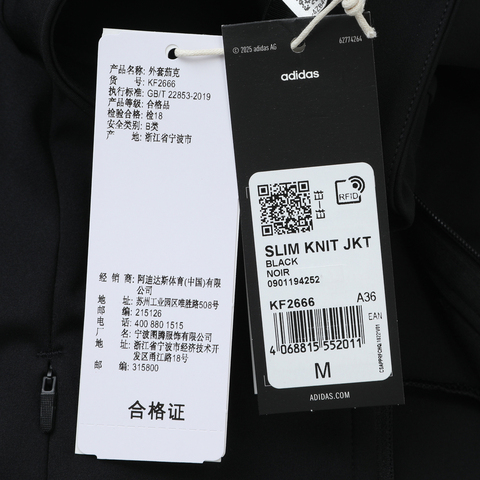 产品名称: 外套茄克
货 号: KF2666
执行标准: GB/T 22853-2019
产品等级: 合格品
检验合格: 检18
安全类别: B类
产 地: 浙江省宁波市
经 销 商: 阿迪达斯体育(中国)有限
公司
地 址: 苏州工业园区唯捷路508号
邮 编: 215126
电 话: 400 880 1515
厂 名: 宁波图腾服饰有限公司
地 址: 浙江省宁波市经济技术开
发区甬江路18号
邮 编: 315800
合格证
© 2025 adidas AG
62774264
adidas
RFID
SLIM KNIT JKT
BLACK
NOIR
0901194252
KF2666 A36
EAN
4 068815 552011
M
ADIDAS.COM